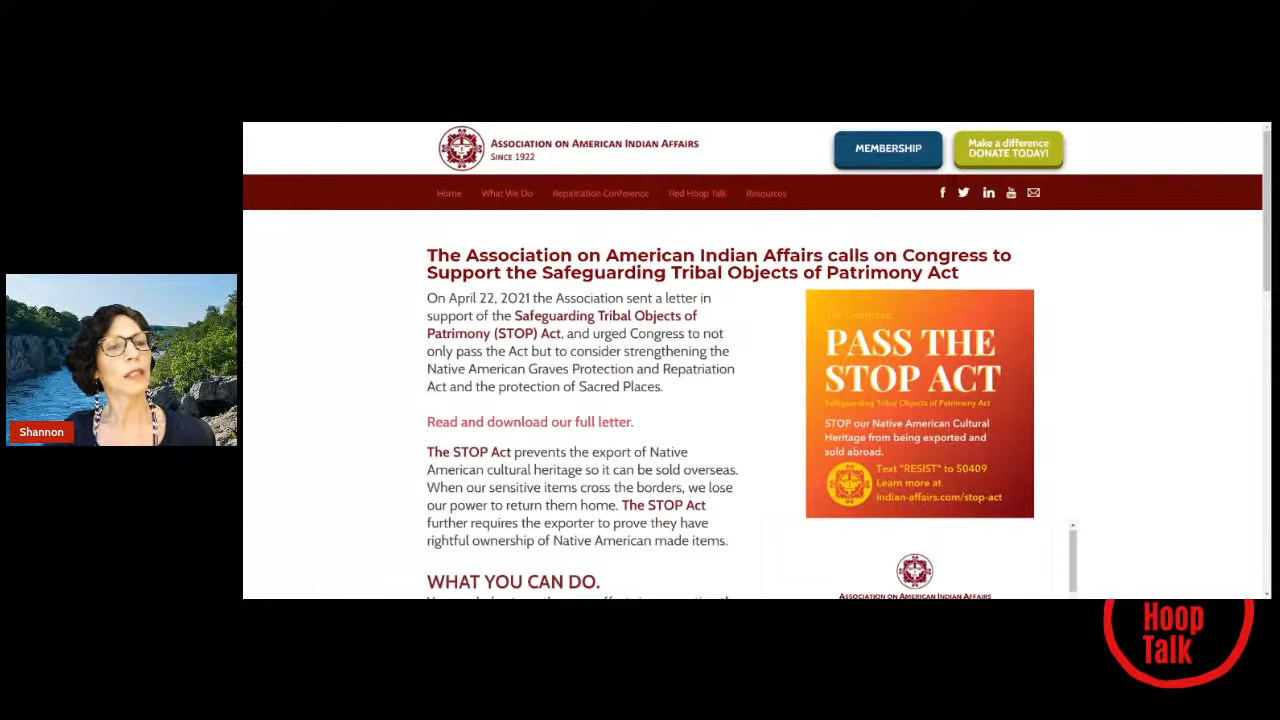 ASSOCIATION ON AMERICAN INDIAN AFFAIRS
SINCE 1922
MEMBERSHIP
Make a difference
DONATE TODAY!
Home
What We Do
Repatriation Conference
Red Hoop Talk
Resources
The Association on American Indian Affairs calls on Congress to
Support the Safeguarding Tribal Objects of Patrimony Act
On April 22, 2021 the Association sent a letter in
support of the Safeguarding Tribal Objects of
Patrimony (STOP) Act, and urged Congress to not
only pass the Act but to consider strengthening the
Native American Graves Protection and Repatriation
Act and the protection of Sacred Places.
Read and download our full letter.
The STOP Act prevents the export of Native
American cultural heritage so it can be sold overseas.
When our sensitive items cross the borders, we lose
our power to return them home. The STOP Act
further requires the exporter to prove they have
rightful ownership of Native American made items.
WHAT YOU CAN DO.
PASS THE
STOP ACT
Safeguarding Tribal Objects of Patrimony Act
STOP our Native American Cultural
Heritage from being exported and
sold abroad.
Text "RESIST" to 50409
Learn more at
indian-affairs.com/stop-act
ASSOCIATION ON AMERICAN INDIAN AFFAIRS
Shannon
Hoop
Talk